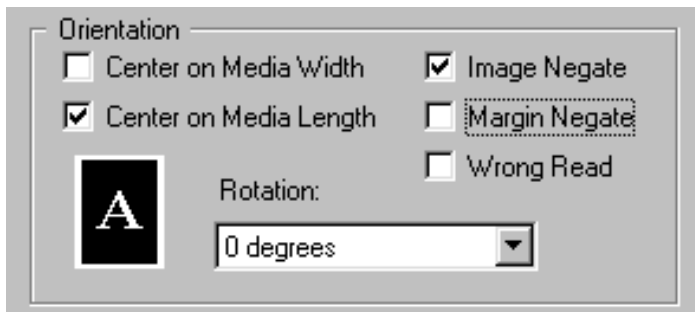 Orientation
Center on Media Width
Image Negate
Center on Media Length
Margin Negate
Wrong Read
A
Rotation:
0 degrees